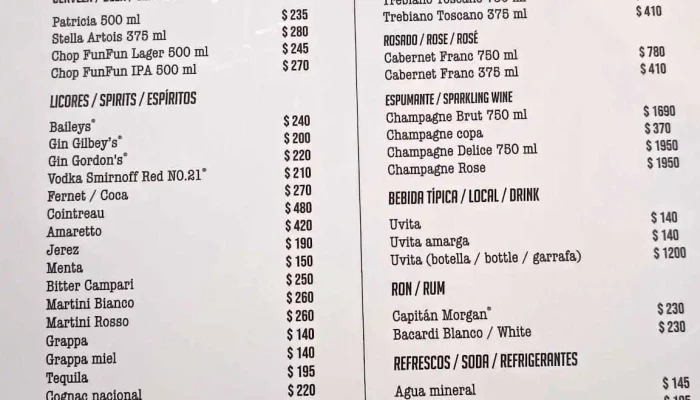 Patricia 500 ml $ 235
Stella Artois 375 ml $ 280
Chop FunFun Lager 500 ml $ 245
Chop FunFun IPA 500 ml $ 270
LICORES / SPIRITS / ESPÍRITOS
Baileys* $ 240
Gin Gilbey's* $ 200
Gin Gordon's* $ 220
Vodka Smirnoff Red NO.21* $ 210
Fernet / Coca $ 270
Cointreau $ 480
Amaretto $ 420
Jerez $ 190
Menta $ 150
Bitter Campari $ 250
Martini Bianco $ 260
Martini Rosso $ 260
Grappa $ 140
Grappa miel $ 140
Tequila $ 195
Cognac nacional $ 220
Trebiano Toscano 375 ml $ 410
ROSADO / ROSE / ROSÉ
Cabernet Franc 750 ml $ 780
Cabernet Franc 375 ml $ 410
ESPUMANTE / SPARKLING WINE
Champagne Brut 750 ml $ 1690
Champagne copa $ 370
Champagne Delice 750 ml $ 1950
Champagne Rose $ 1950
BEBIDA TÍPICA / LOCAL / DRINK
Uvita $ 140
Uvita amarga $ 140
Uvita (botella / bottle / garrafa) $ 1200
RON / RUM
Capitán Morgan* $ 230
Bacardi Blanco / White $ 230
REFRESCOS / SODA / REFRIGERANTES
Agua mineral $ 145